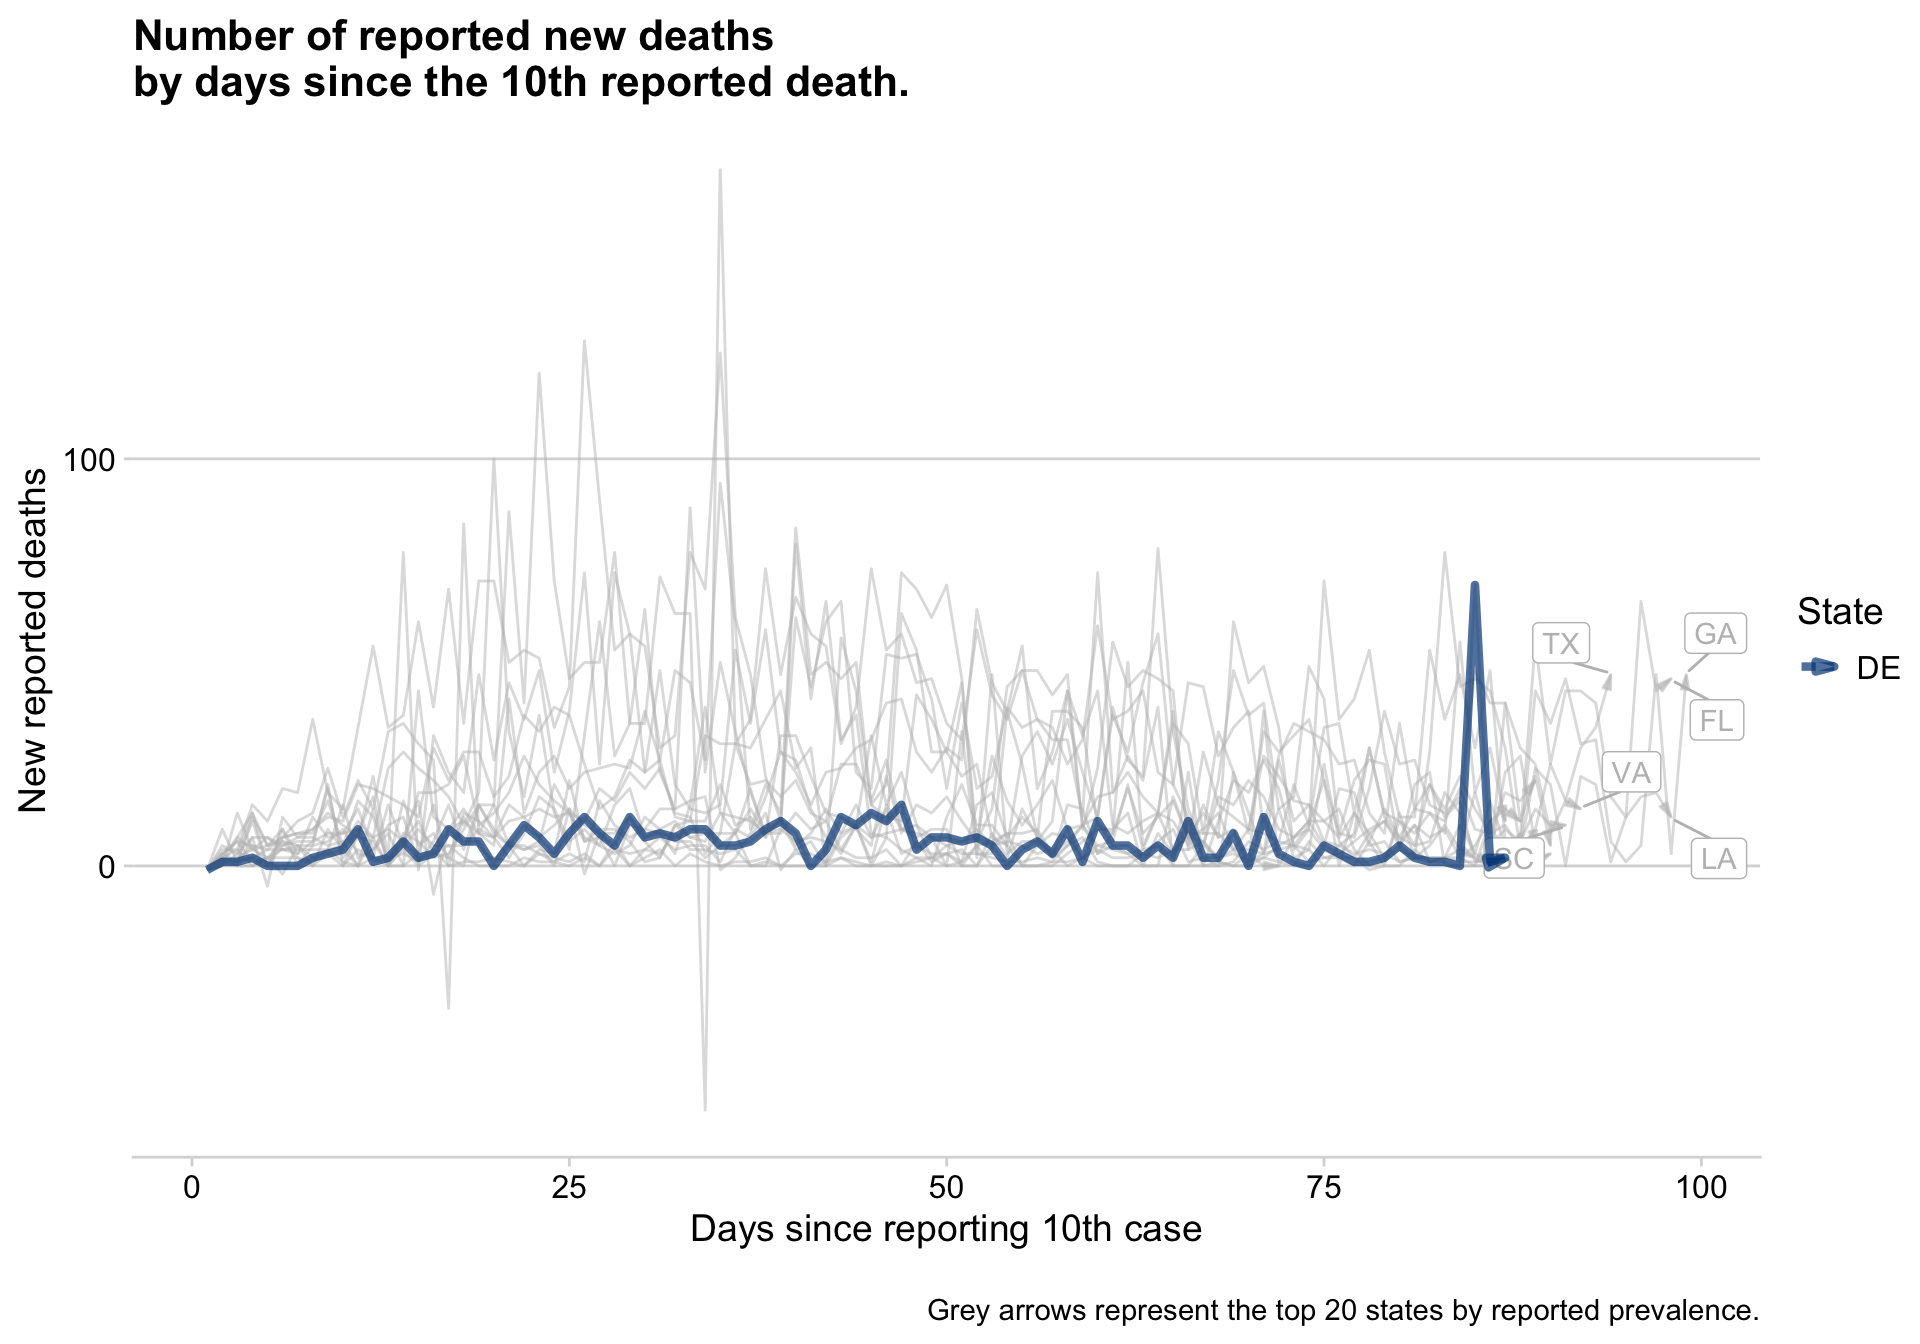 Number of reported new deaths
by days since the 10th reported death.
New reported deaths
100
0
TX
GA
FL
VA
SC
LA
State
DE
0 25 50 75 100
Days since reporting 10th case
Grey arrows represent the top 20 states by reported prevalence.